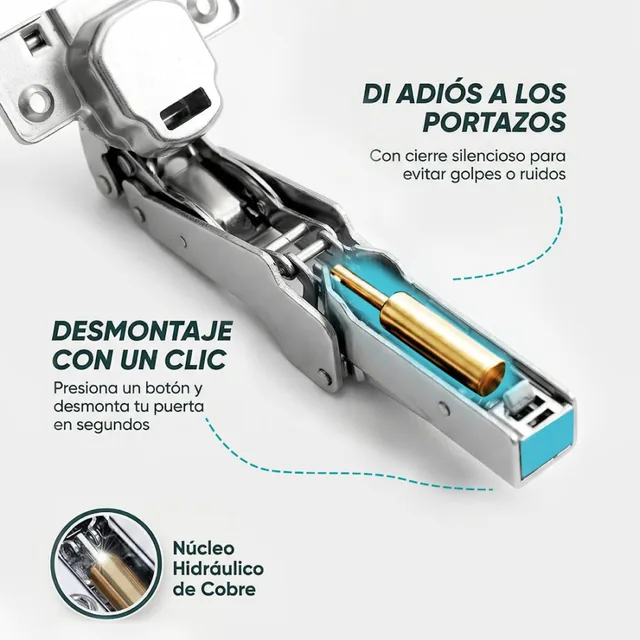 DI ADIÓS A LOS
PORTAZOS
Con cierre silencioso para
evitar golpes o ruidos
DESMONTAJE
CON UN CLIC
Presiona un botón y
desmonta tu puerta
en segundos
Núcleo
Hidráulico
de Cobre